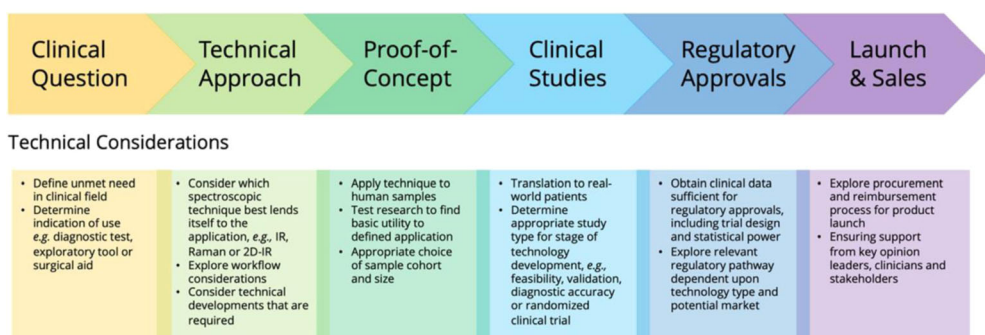 Clinical
Question
Technical
Approach
Proof-of-
Concept
Clinical
Studies
Regulatory
Approvals
Launch
& Sales
Technical Considerations
• Define unmet need
in clinical field
• Determine
indication of use
e.g. diagnostic test,
exploratory tool or
surgical aid
• Consider which
spectroscopic
technique best lends
itself to the
application, e.g., IR,
Raman or 2D-IR
• Explore workflow
considerations
• Consider technical
developments that are
required
• Apply technique to
human samples
• Test research to find
basic utility to
defined application
• Appropriate choice
of sample cohort
and size
• Translation to real-
world patients
• Determine
appropriate study
type for stage of
technology
development, e.g.,
feasibility, validation,
diagnostic accuracy
or randomized
clinical trial
• Obtain clinical data
sufficient for
regulatory approvals,
including trial design
and statistical power
• Explore relevant
regulatory pathway
dependent upon
technology type and
potential market
• Explore procurement
and reimbursement
process for product
launch
• Ensuring support
from key opinion
leaders, clinicians and
stakeholders